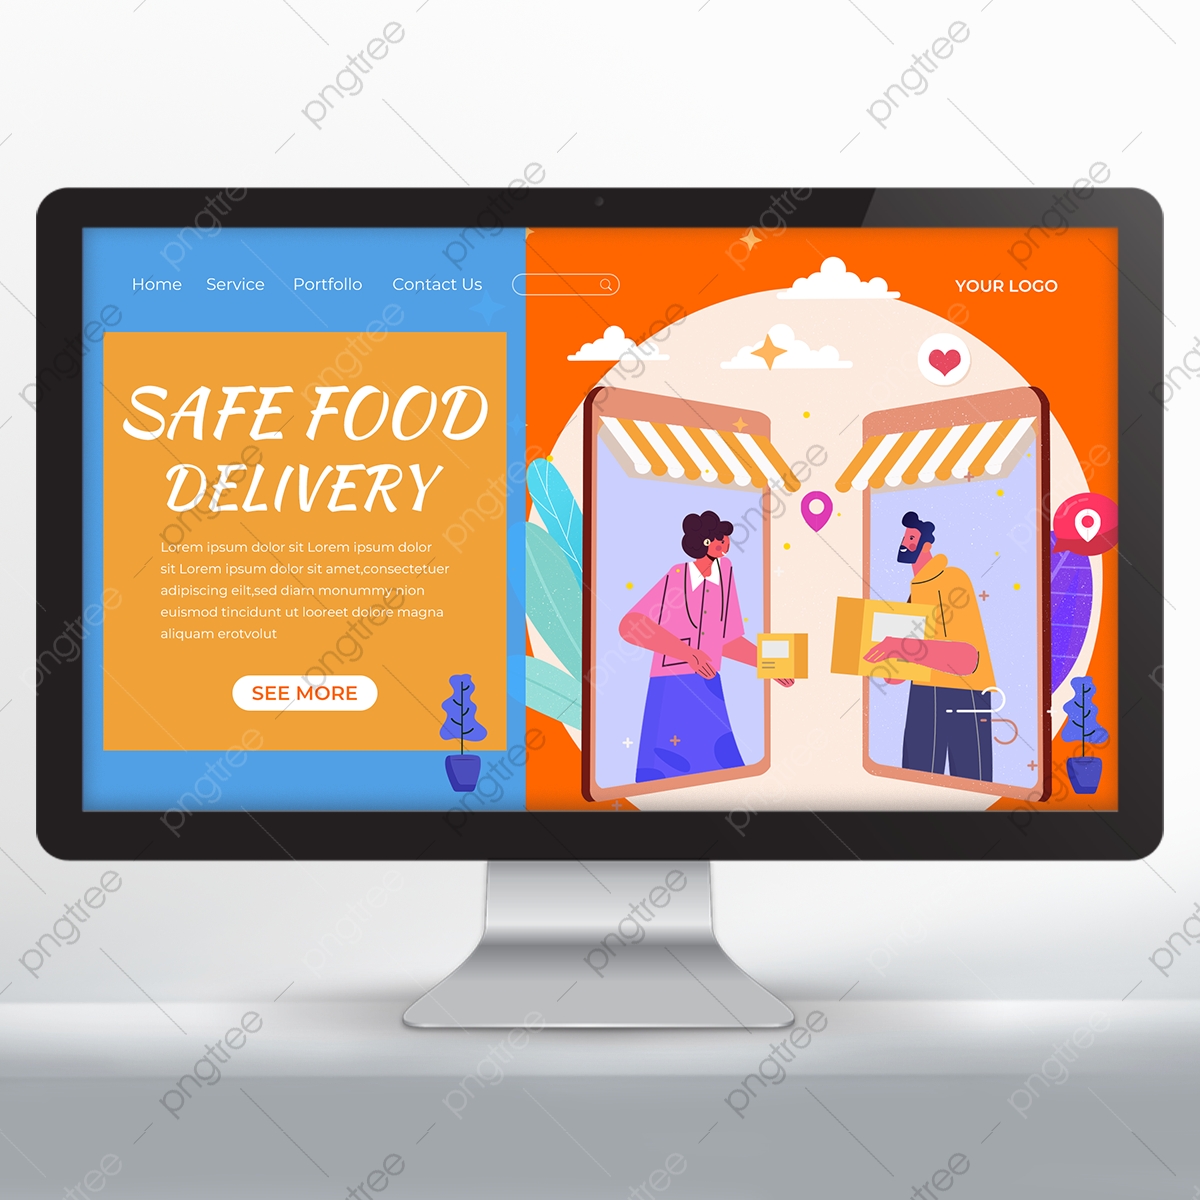 Home Service Portfollo Contact Us
YOUR LOGO
SAFE FOOD
DELIVERY
Lorem ipsum dolor sit Lorem ipsum dolor
sit Lorem ipsum dolor sit amet,consectetuer
adipiscing eilt,sed diam monummy nion
euismod tincidunt ut looreet dolore magna
aliquam erotvolut
SEE MORE
pngtree